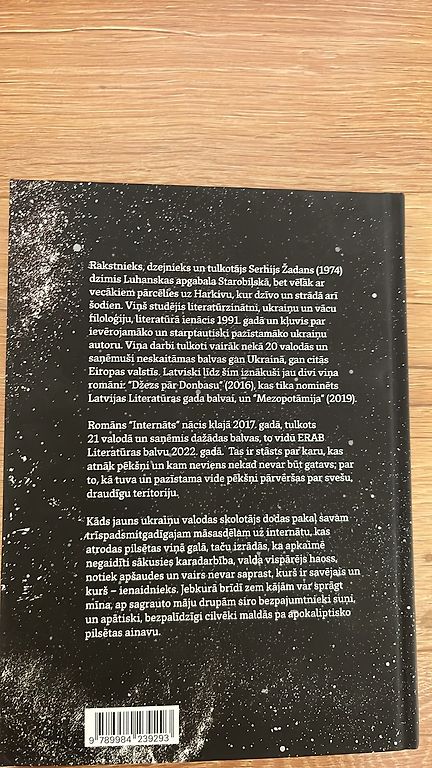 Rakstnieks, dzejnieks un tulkotājs Serhijs Žadans (1974)
dzimis Luhanskas apgabala Starobiļskā, bet vēlāk ar
vecākiem pārcēlies uz Harkivu, kur dzīvo un strādā arī
šodien. Viņš studējis literatūrzinātni, ukraiņu un vācu
filoloģiju, literatūrā ienācis 1991. gadā un kļuvis par
ievērojamāko un starptautiski pazīstamāko ukraiņu
autoru. Viņa darbi tulkoti vairāk nekā 20 valodās un
saņēmuši neskaitāmas balvas gan Ukrainā, gan citās
Eiropas valstīs. Latviski līdz šim iznākuši jau divi viņa
romāni: "Džezs pār Donbasu" (2016), kas tika nominēts
Latvijas Literatūras gada balvai, un "Mezopotāmija" (2019).
Romāns "Internāts" nācis klajā 2017. gadā, tulkots
21 valodā un saņēmis dažādas balvas, to vidū ERAB
Literatūras balvu 2022. gadā. Tas ir stāsts par karu, kas
atnāk pēkšņi un kam neviens nekad nevar būt gatavs; par
to, kā tuva un pazīstama vide pēkšņi pārvēršas par svešu,
draudīgu teritoriju.
Kāds jauns ukraiņu valodas skolotājs dodas pakaļ savam
trīspadsmitgadīgajam māsasdēlam uz internātu, kas
atrodas pilsētas viņā galā, taču izrādās, ka apkaimē
negaidīti sākusies karadarbība, valda vispārējs haoss,
notiek apšaudes un vairs nevar saprast, kurš ir savējais un
kurš – ienaidnieks. Jebkurā brīdī zem kājām var sprāgt
mīna, ap sagrauto māju drupām siro bezpajumtnieki suņi,
un apātiski, bezpalīdzīgi cilvēki maldās pa apokaliptisko
pilsētas ainavu.
9 789984 239293